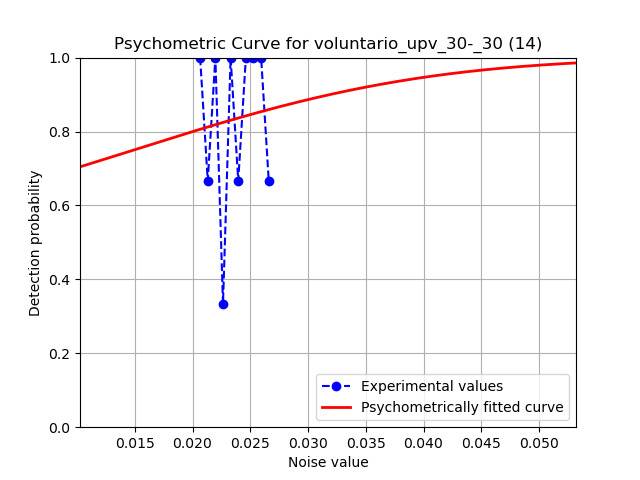 Psychometric Curve for voluntario_upv_30-_30 (14)
1.0
0.8
0.6
0.4
0.2
0.0
Detection probability
Experimental values
Psychometrically fitted curve
0.015 0.020 0.025 0.030 0.035 0.040 0.045 0.050
Noise value